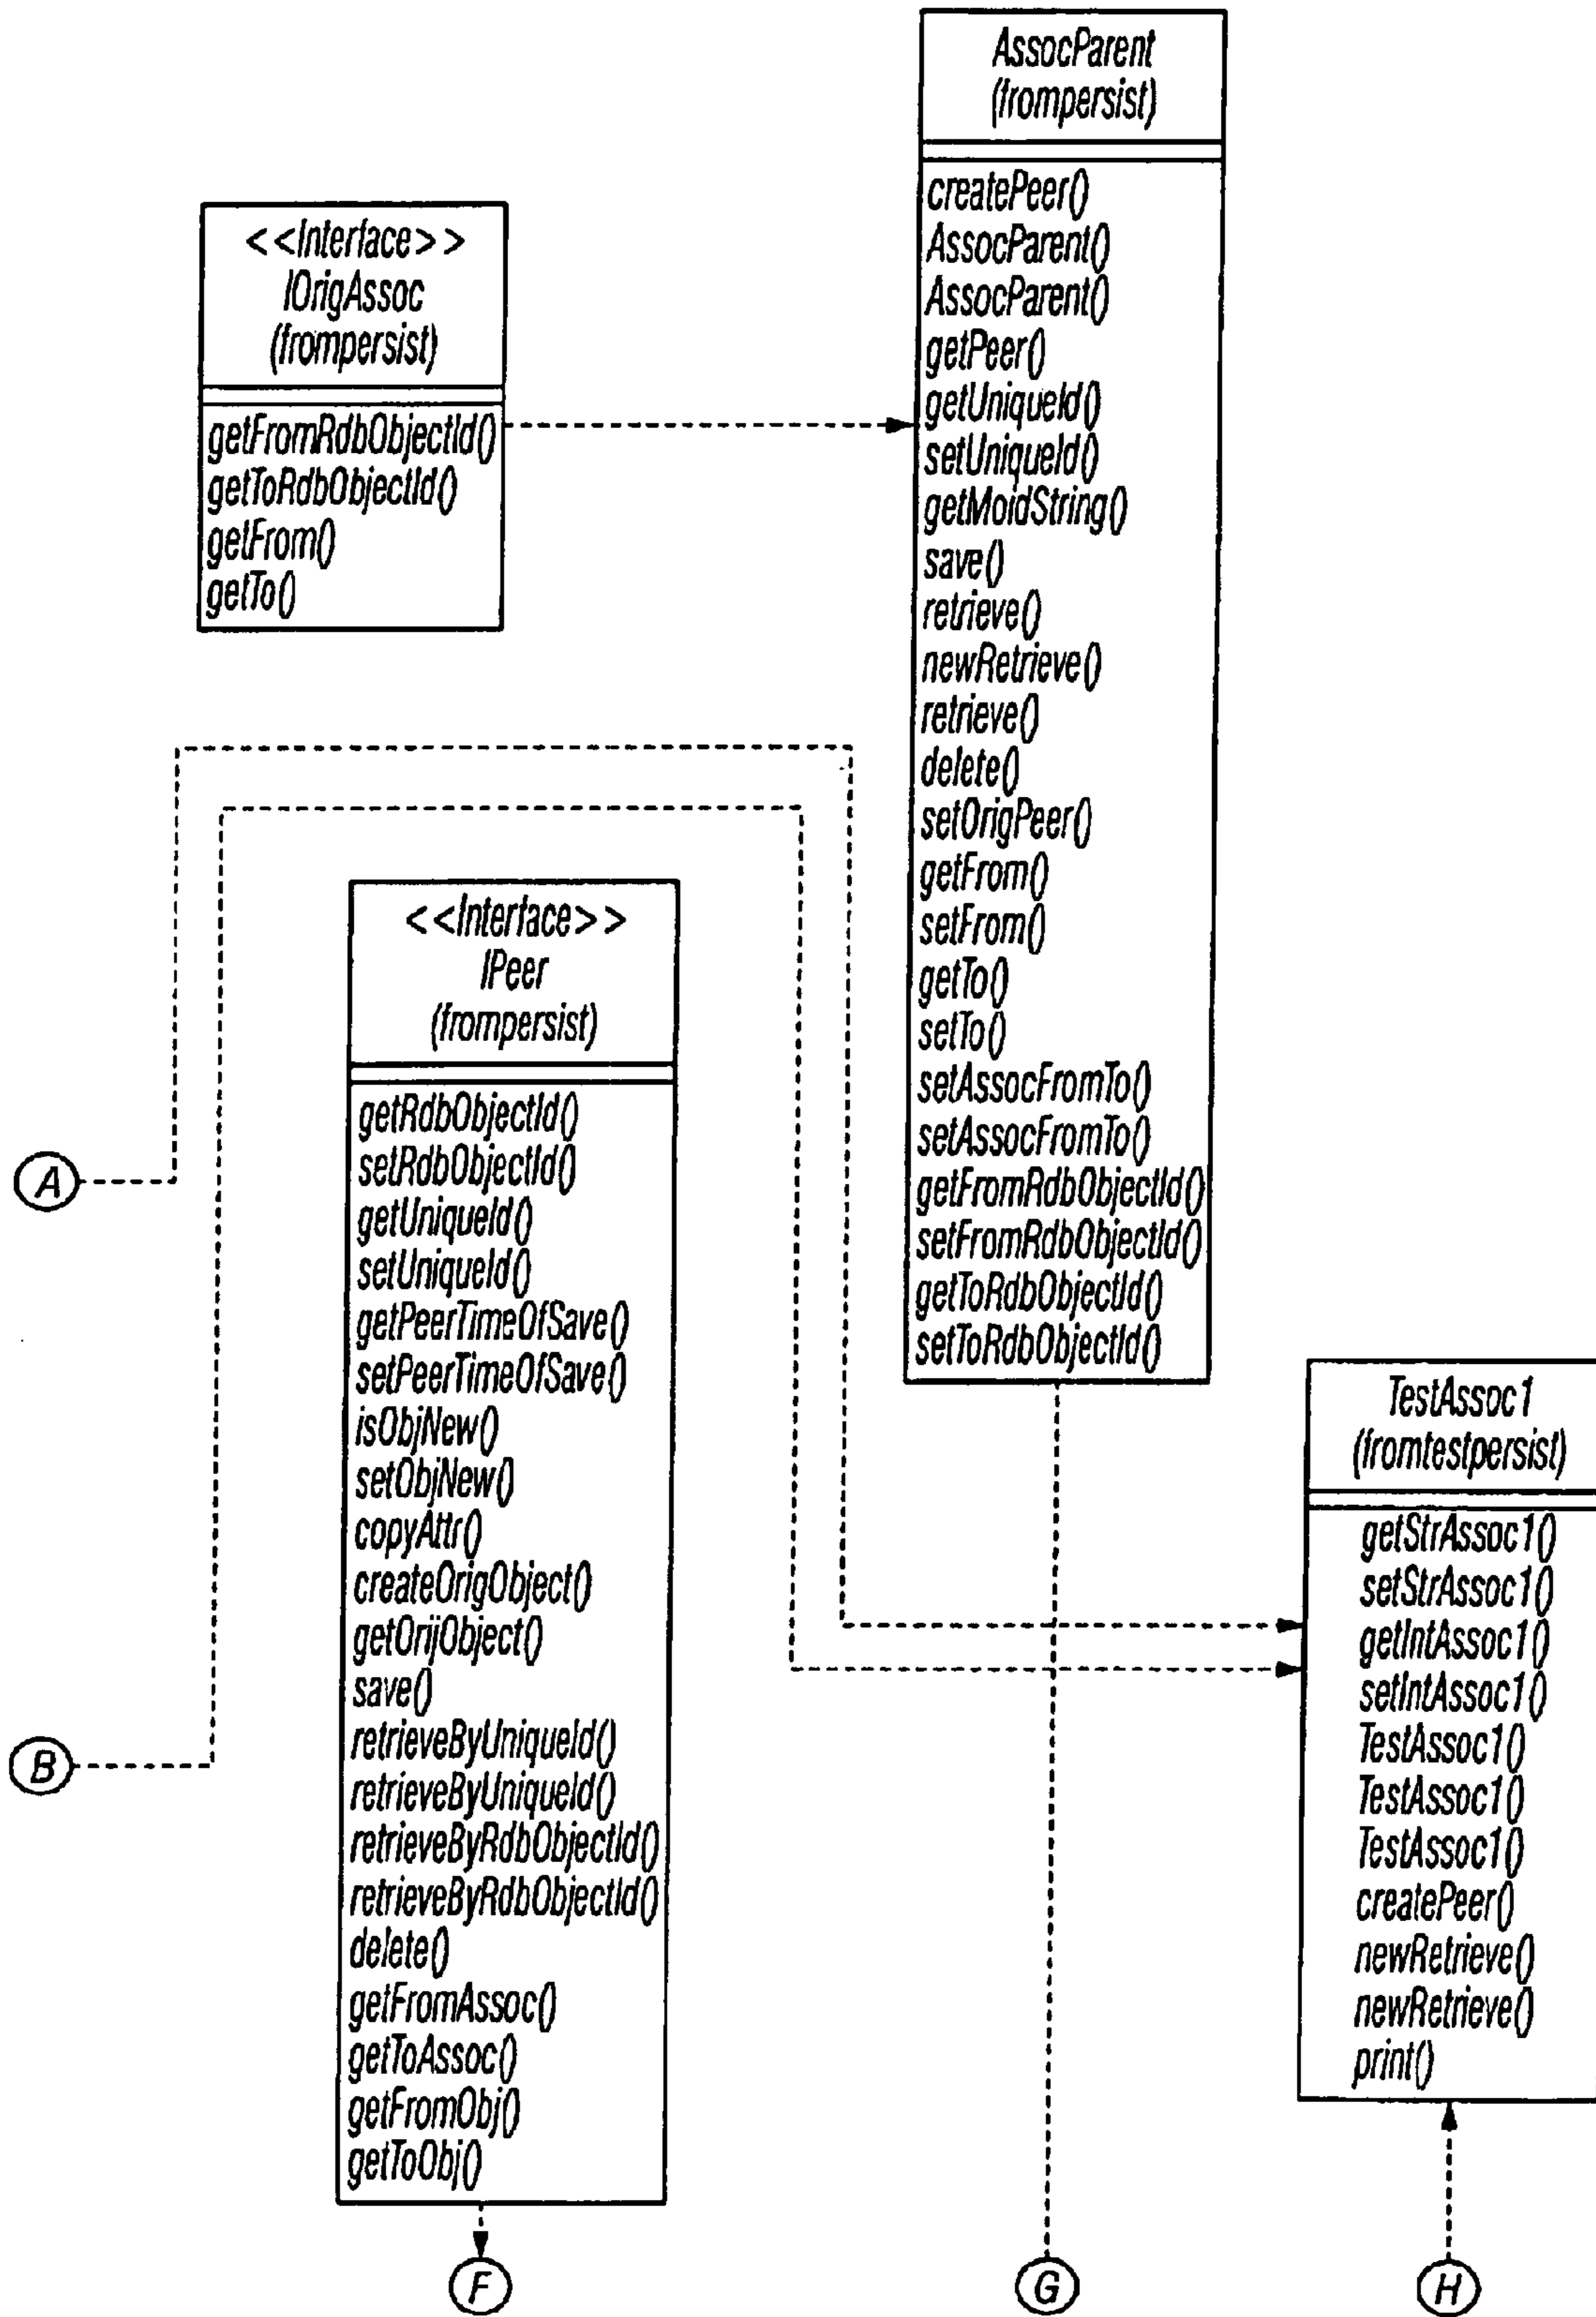 AssocParent
(frompersist)
createPeer()
AssocParent()
AssocParent()
getPeer()
getUniqueId()
setUniqueId()
getMoidString()
save()
retrieve()
newRetrieve()
retrieve()
delete()
setOrigPeer()
getFrom()
setFrom()
getTo()
setTo()
setAssocFromTo()
setAssocFromTo()
getFromRdbObjectId()
setFromRdbObjectId()
getToRdbObjectId()
setToRdbObjectId()
<<Interface>>
IOrigAssoc
(frompersist)
getFromRdbObjectId()
getToRdbObjectId()
getFrom()
getTo()
<<Interface>>
IPeer
(frompersist)
getRdbObjectId()
setRdbObjectId()
getUniqueId()
setUniqueId()
getPeerTimeOfSave()
setPeerTimeOfSave()
isObjNew()
setObjNew()
copyAttr()
createOrigObject()
getOrijObject()
save()
retrieveByUniqueId()
retrieveByUniqueId()
retrieveByRdbObjectId()
retrieveByRdbObjectId()
delete()
getFromAssoc()
getToAssoc()
getFromObj()
getToObj()
A
B
TestAssoc1
(fromtestpersist)
getStrAssoc1()
setStrAssoc1()
getIntAssoc1()
setIntAssoc1()
TestAssoc1()
TestAssoc1()
TestAssoc1()
createPeer()
newRetrieve()
newRetrieve()
print()
F
G
H